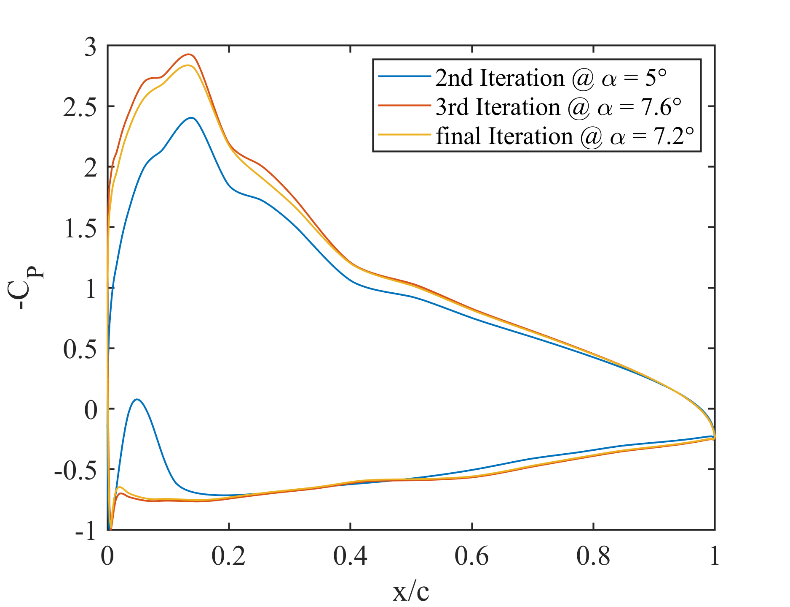 3
2.5
2
1.5
1
0.5
0
-0.5
-1
-C_P
2nd Iteration @ α = 5°
3rd Iteration @ α = 7.6°
final Iteration @ α = 7.2°
0 0.2 0.4 0.6 0.8 1
x/c